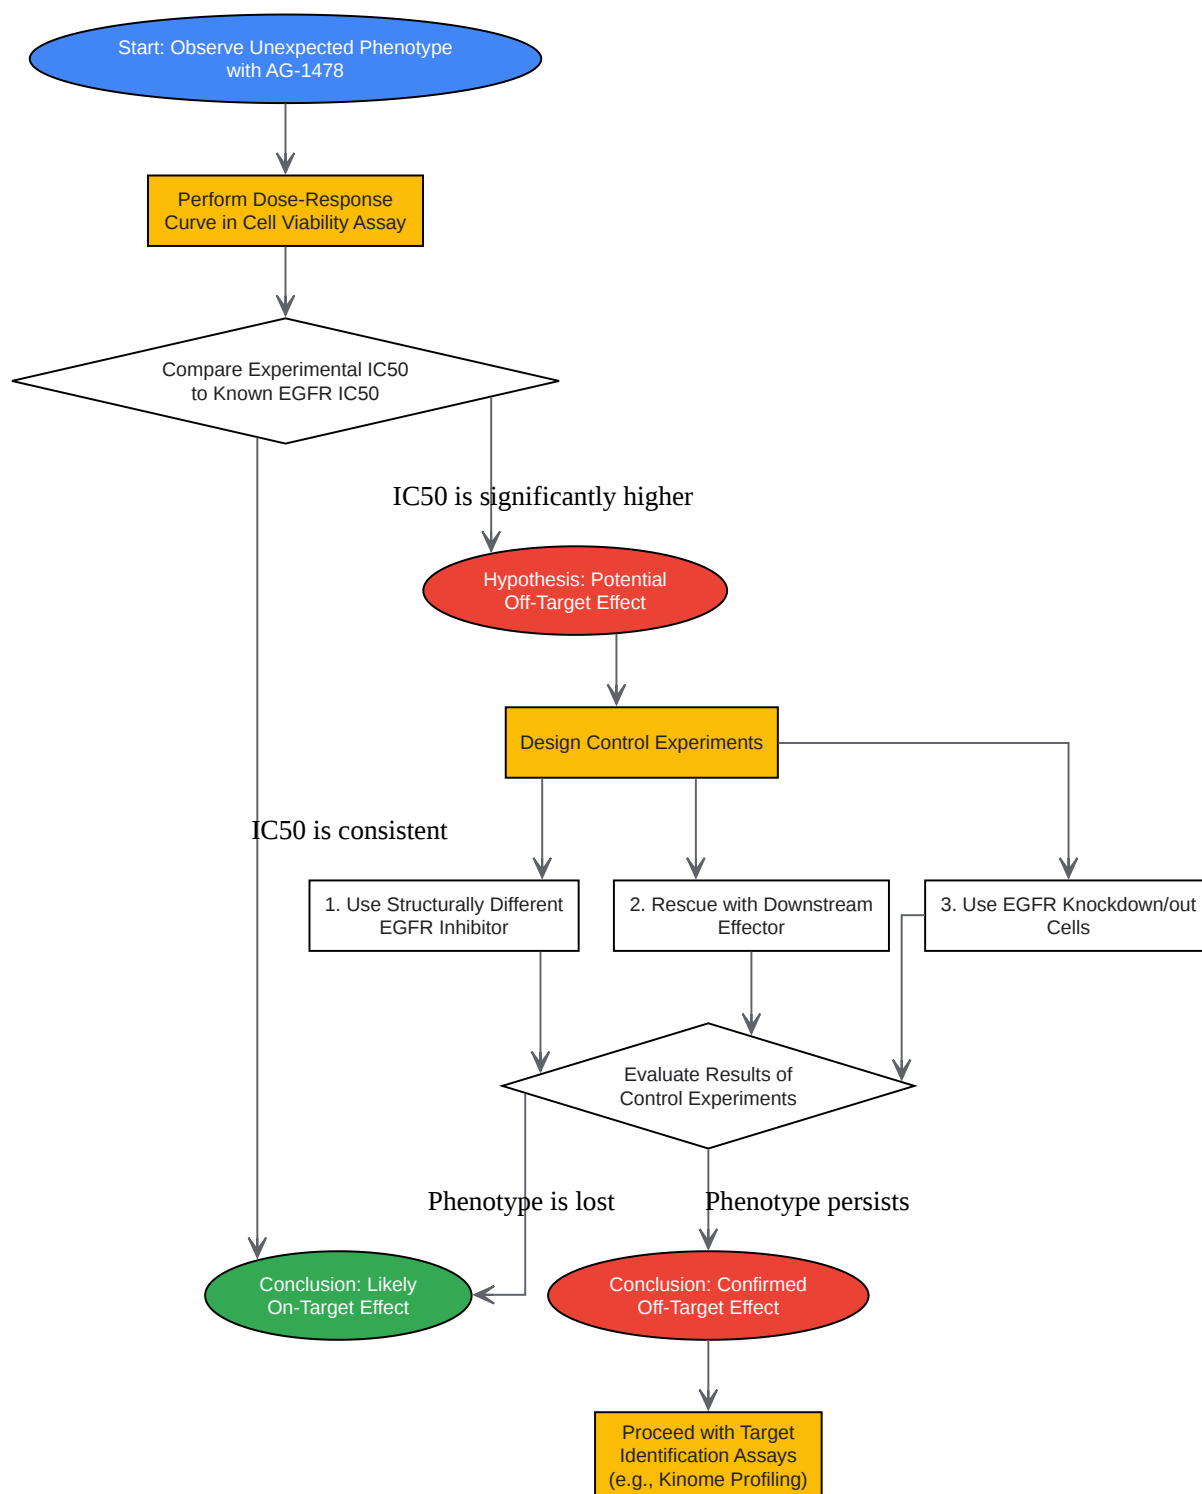 Start: Observe Unexpected Phenotype
with AG-1478
Perform Dose-Response
Curve in Cell Viability Assay
Compare Experimental IC50
to Known EGFR IC50
IC50 is significantly higher
Hypothesis: Potential
Off-Target Effect
Design Control Experiments
IC50 is consistent
1. Use Structurally Different
EGFR Inhibitor
2. Rescue with Downstream
Effector
3. Use EGFR Knockdown/out
Cells
Evaluate Results of
Control Experiments
Phenotype is lost
Phenotype persists
Conclusion: Likely
On-Target Effect
Conclusion: Confirmed
Off-Target Effect
Proceed with Target
Identification Assays
(e.g., Kinome Profiling)